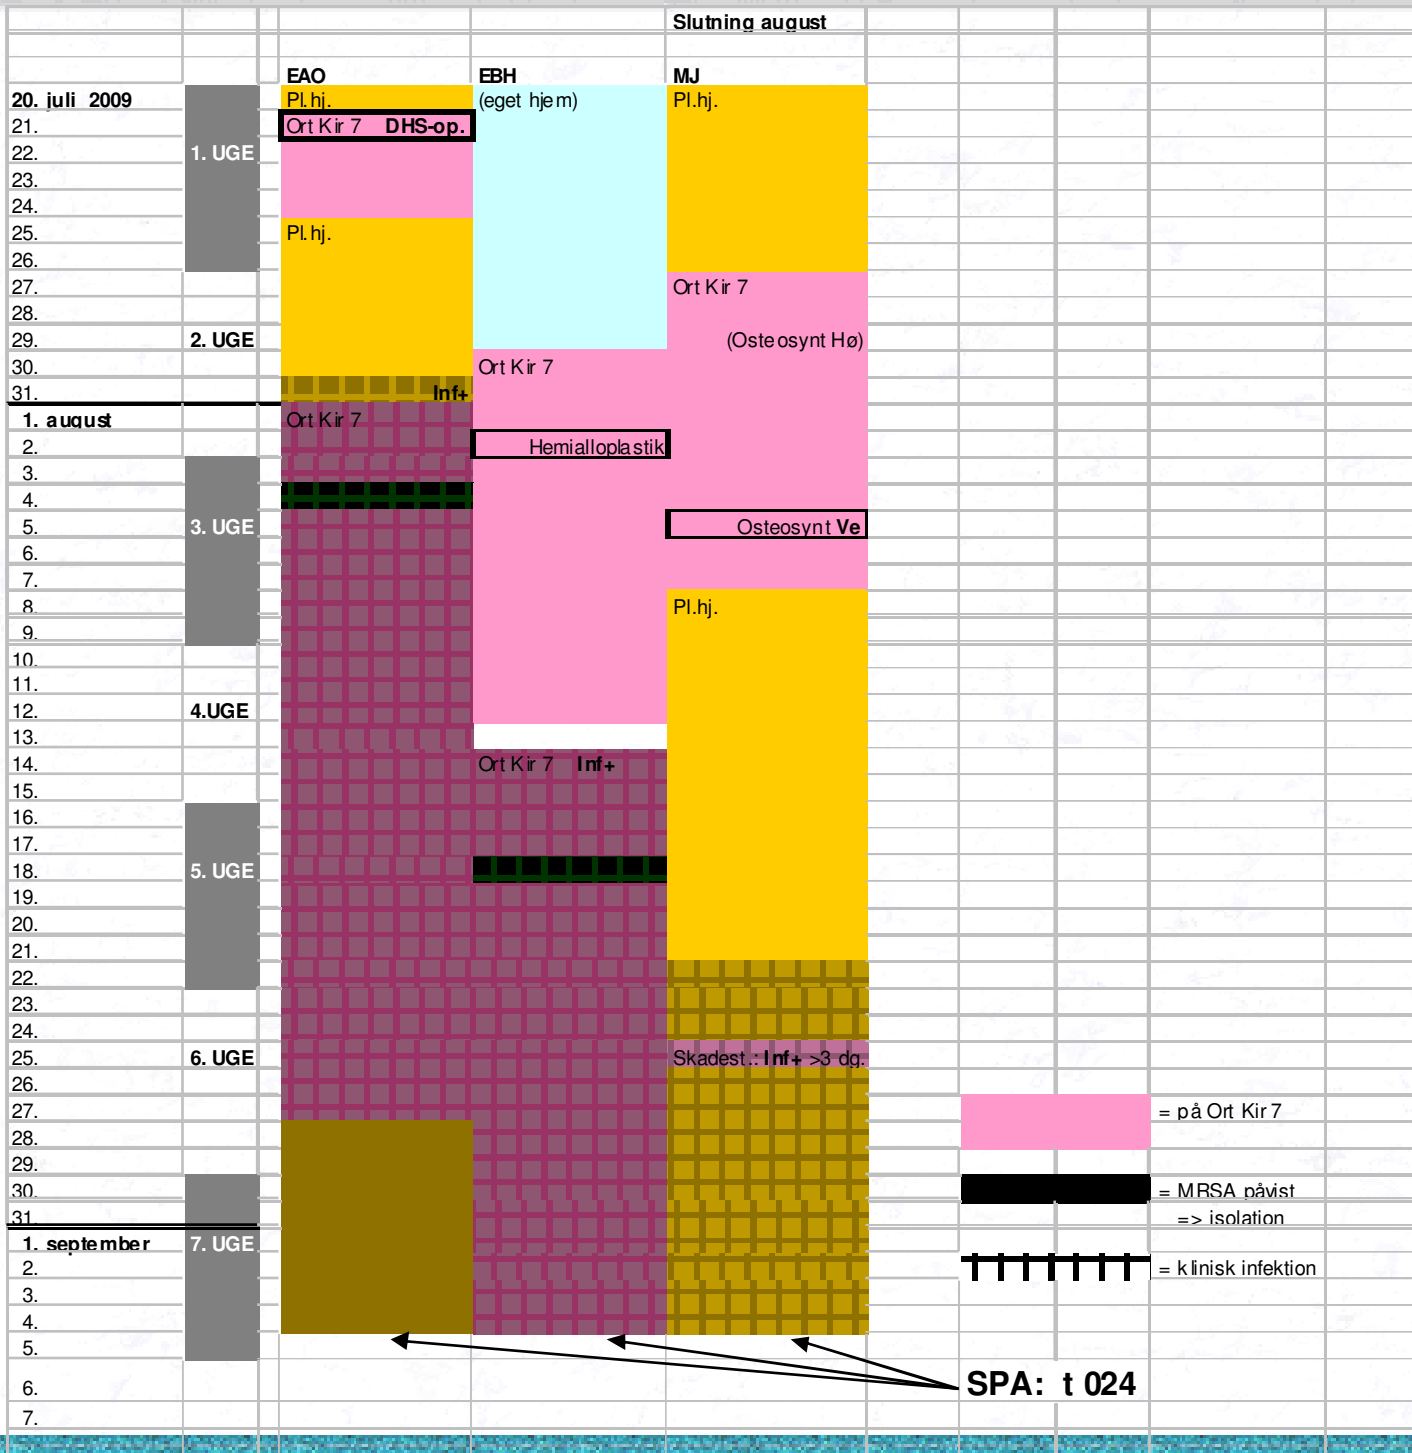 Slutning august
EAO EBH MJ
20. juli 2009 Pl.hj. (eget hjem) Pl.hj.
21. Ort Kir 7 DHS-op.
22. 1. UGE
23.
24.
25. Pl.hj.
26.
27. Ort Kir 7
28.
29. 2. UGE (Osteosynt Hø)
30. Ort Kir 7
31. Inf+
1. august Ort Kir 7
2. Hemialloplastik
3.
4.
5. 3. UGE Osteosynt Ve
6.
7.
8. Pl.hj.
9.
10.
11.
12. 4.UGE
13.
14. Ort Kir 7 Inf+
15.
16.
17.
18. 5. UGE
19.
20.
21.
22.
23.
24.
25. 6. UGE Skadest.: Inf+ >3 dg.
26.
27. = på Ort Kir 7
28.
29.
30. = MRSA påvist
31. => isolation
1. september 7. UGE
2. = klinisk infektion
3.
4.
5.
6. SPA: t 024
7.